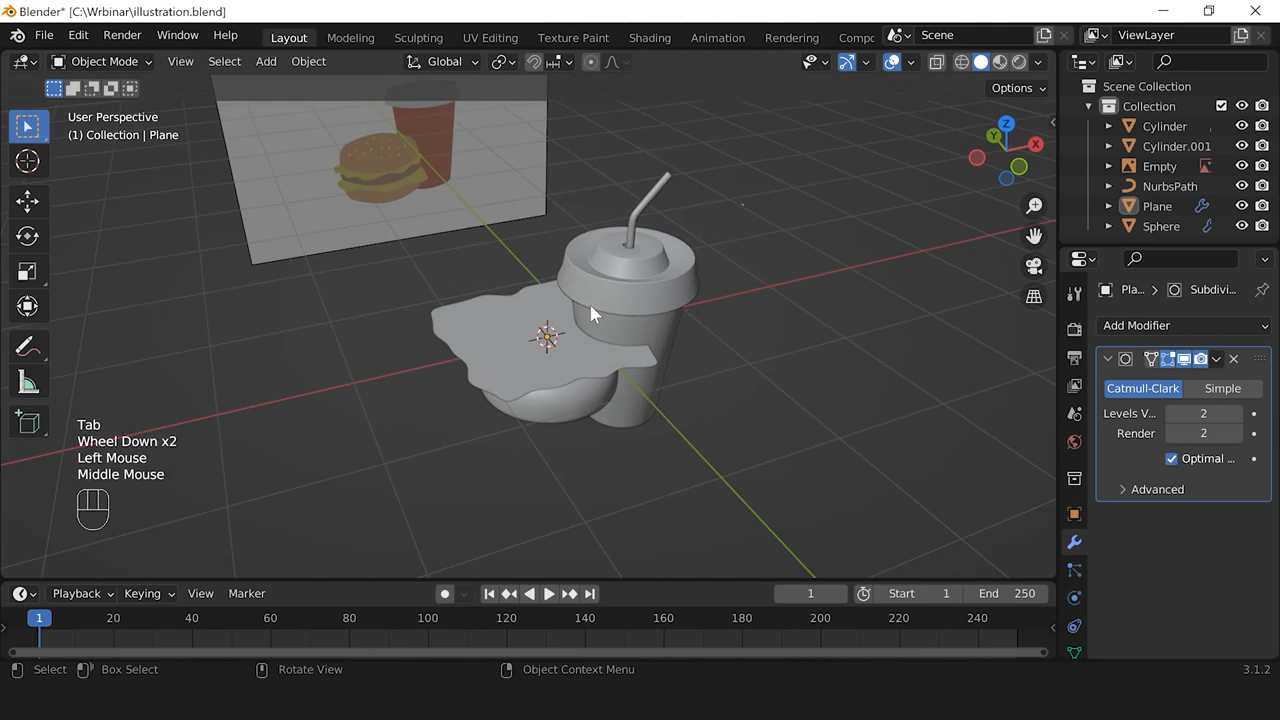 Blender* [C:\Wrbinar\illustration.blend]
File Edit Render Window Help Layout Modeling Sculpting UV Editing Texture Paint Shading Animation Rendering Compc Scene ViewLayer
Object Mode View Select Add Object Global
Options
User Perspective
(1) Collection | Plane
Z
Y
X
Scene Collection
Collection
Cylinder
Cylinder.001
Empty
NurbsPath
Plane
Sphere
Pla... > Subdivi...
Add Modifier
Catmull-Clark Simple
Levels V... 2
Render 2
Optimal ...
Advanced
Tab
Wheel Down x2
Left Mouse
Middle Mouse
Playback Keying View Marker 1 Start 1 End 250
1 20 40 60 80 100 120 140 160 180 200 220 240
Select Box Select Rotate View Object Context Menu 3.1.2